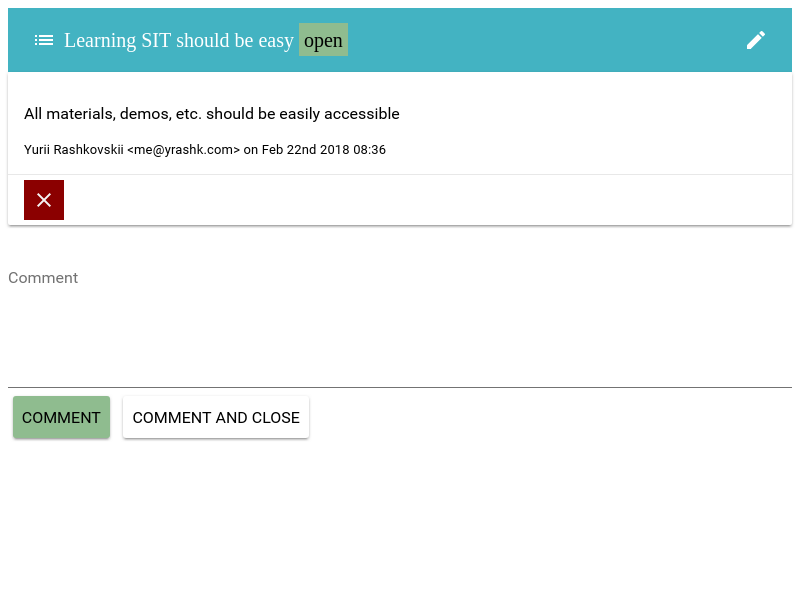 Learning SIT should be easy open
All materials, demos, etc. should be easily accessible
Yurii Rashkovskii <me@yrashk.com> on Feb 22nd 2018 08:36
Comment
COMMENT COMMENT AND CLOSE